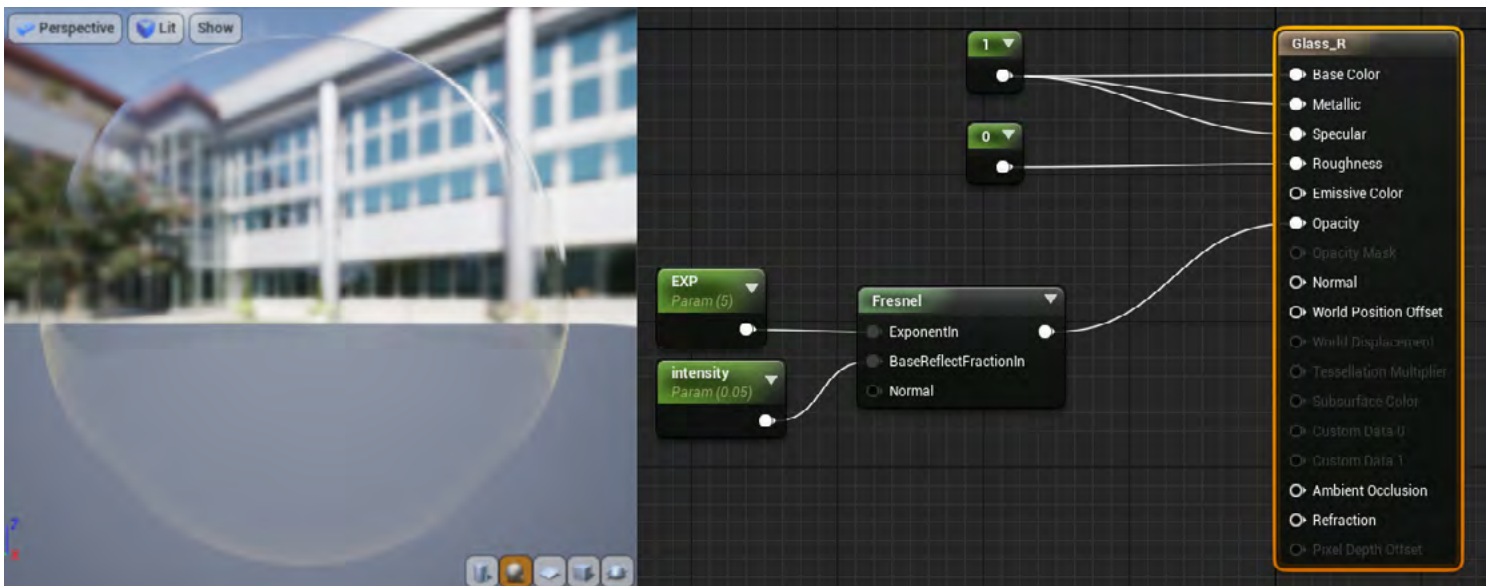 Perspective
Lit
Show
1
0
EXP
Param (5)
intensity
Param (0.05)
Fresnel
ExponentIn
BaseReflectFractionIn
Normal
Glass_R
Base Color
Metallic
Specular
Roughness
Emissive Color
Opacity
Opacity Mask
Normal
World Position Offset
World Displacement
Tessellation Multiplier
Subsurface Color
Custom Data 0
Custom Data 1
Ambient Occlusion
Refraction
Pixel Depth Offset
Z
X